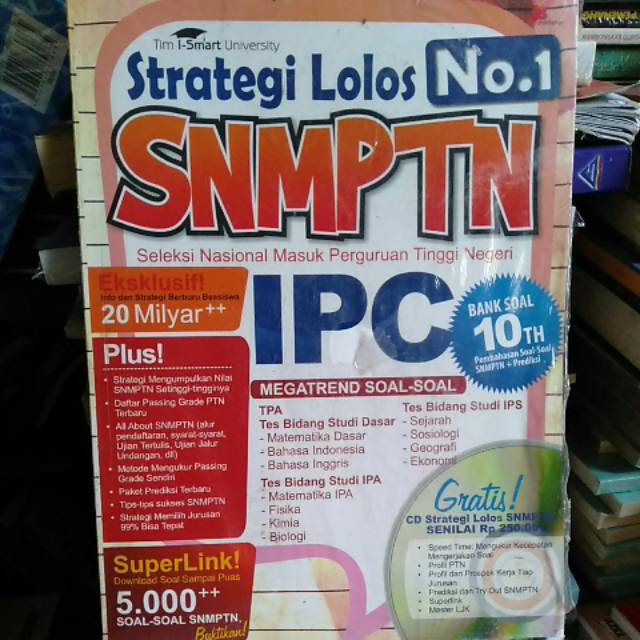 Tim I-Smart University
Strategi Lolos No.1
SNMPTN
Seleksi Nasional Masuk Perguruan Tinggi Negeri
IPC
Eksklusif!
Info dan Strategi Berburu Beasiswa
20 Milyar++
BANK SOAL
10TH
Pembahasan Soal-Soal
SNMPTN + Prediksi
Plus!
• Strategi Mengumpulkan Nilai
SNMPTN Setinggi-tingginya
• Daftar Passing Grade PTN
Terbaru
• All About SNMPTN (alur
pendaftaran, syarat-syarat,
Ujian Tertulis, Ujian Jalur
Undangan, dll)
• Metode Mengukur Passing
Grade Sendiri
• Paket Prediksi Terbaru
• Tips-tips sukses SNMPTN
• Strategi Memilih Jurusan
99% Bisa Tepat
MEGATREND SOAL-SOAL
TPA
Tes Bidang Studi Dasar
- Matematika Dasar
- Bahasa Indonesia
- Bahasa Inggris
Tes Bidang Studi IPA
- Matematika IPA
- Fisika
- Kimia
- Biologi
Tes Bidang Studi IPS
- Sejarah
- Sosiologi
- Geografi
- Ekonomi
Gratis!
CD Strategi Lolos SNMPTN
SENILAI Rp 250.000
• Speed Time: Mengukur Kecepatan
Mengerjakan Soal
• Profil PTN
• Profil dan Prospek Kerja Tiap
Jurusan
• Prediksi dan Try Out SNMPTN
• Superlink
• Master LJK
SuperLink!
Download Soal Sampai Puas
5.000++
SOAL-SOAL SNMPTN.
Buktikan!